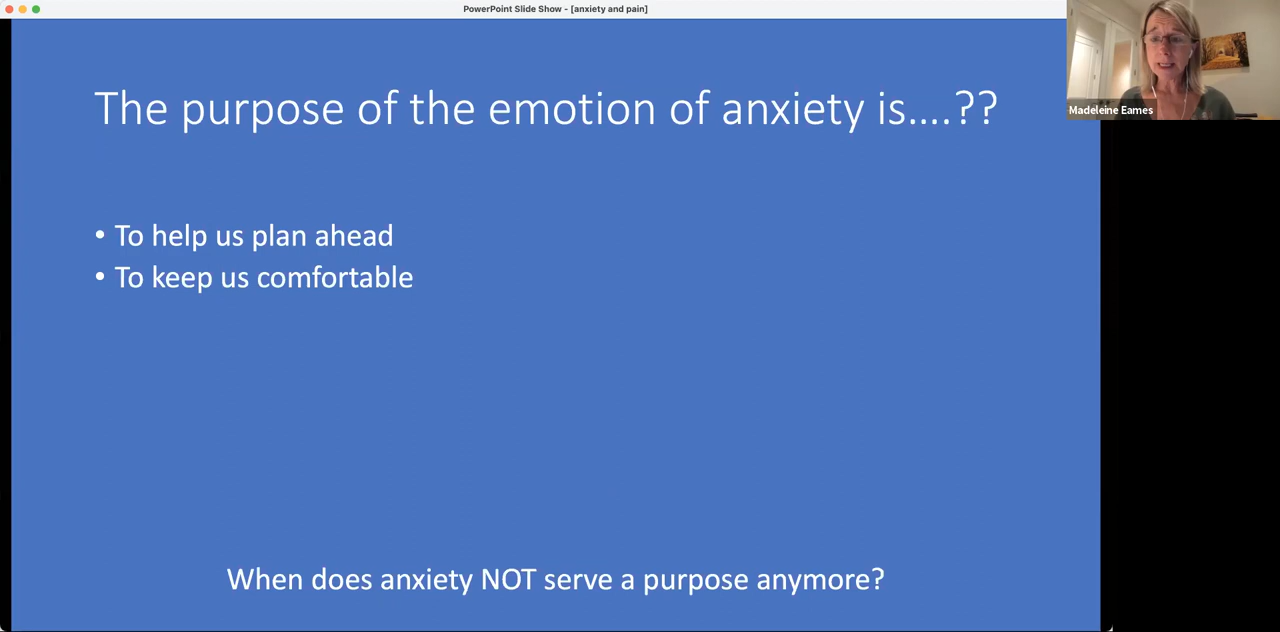 PowerPoint Slide Show - [anxiety and pain]
The purpose of the emotion of anxiety is....??
• To help us plan ahead
• To keep us comfortable
When does anxiety NOT serve a purpose anymore?
Madeleine Eames